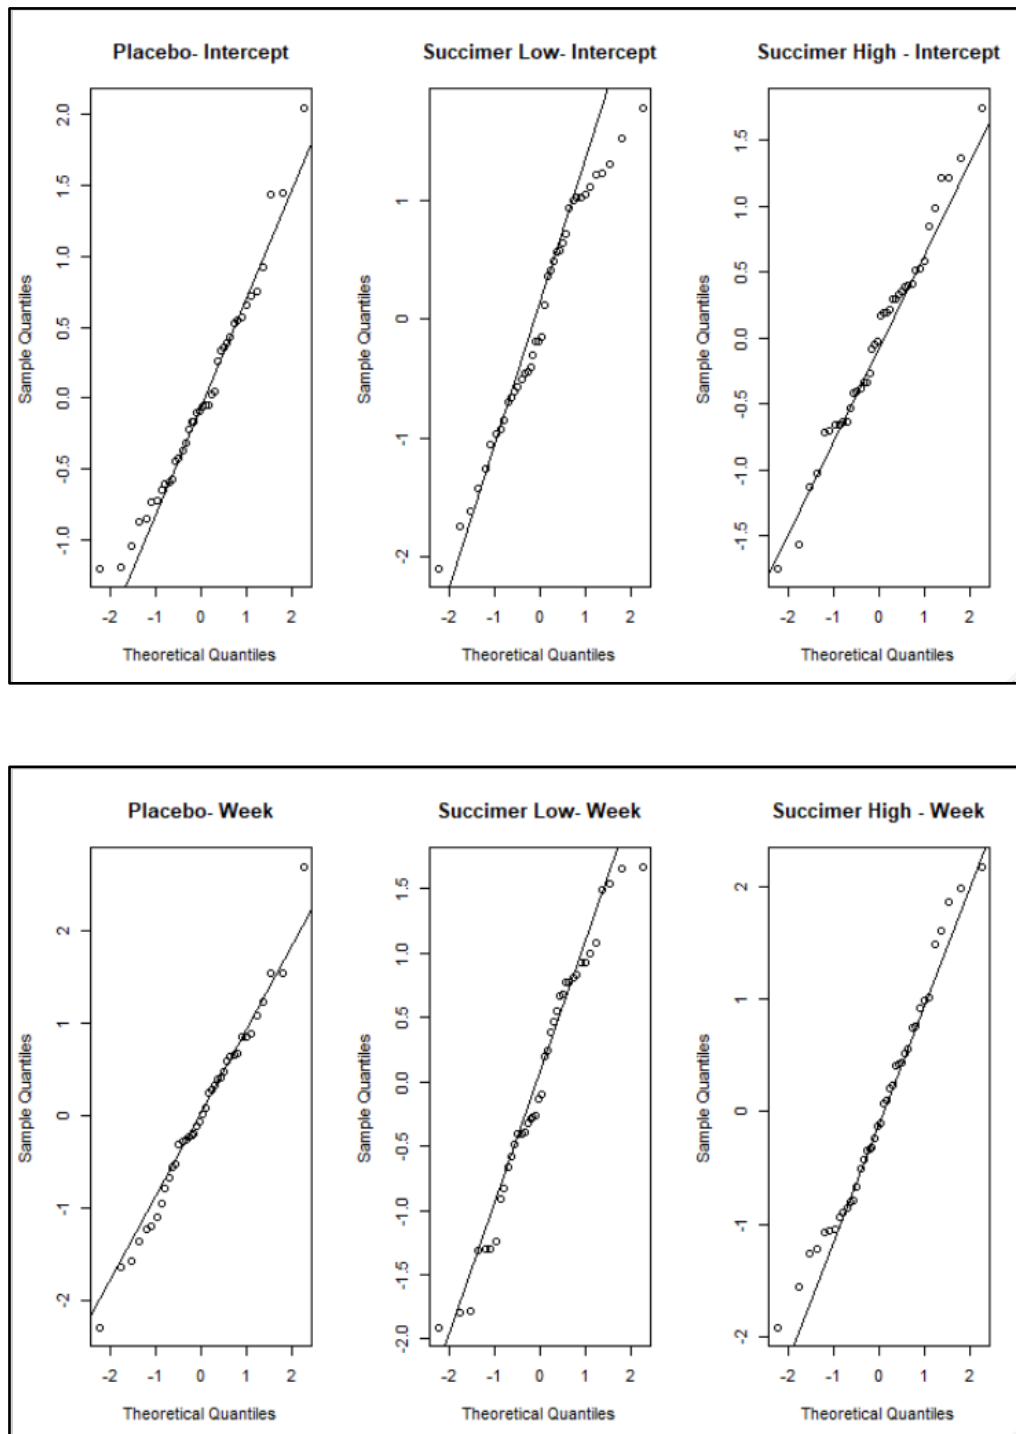 Placebo- Intercept
Succimer Low- Intercept
Succimer High - Intercept
Sample Quantiles
-1.0 -0.5 0.0 0.5 1.0 1.5 2.0
-2 -1 0 1 2
Theoretical Quantiles
Sample Quantiles
-2 -1 0 1
-2 -1 0 1 2
Theoretical Quantiles
Sample Quantiles
-1.5 -1.0 -0.5 0.0 0.5 1.0 1.5
-2 -1 0 1 2
Theoretical Quantiles
Placebo- Week
Succimer Low- Week
Succimer High - Week
Sample Quantiles
-2 -1 0 1 2
-2 -1 0 1 2
Theoretical Quantiles
Sample Quantiles
-2.0 -1.5 -1.0 -0.5 0.0 0.5 1.0 1.5
-2 -1 0 1 2
Theoretical Quantiles
Sample Quantiles
-2 -1 0 1 2
-2 -1 0 1 2
Theoretical Quantiles